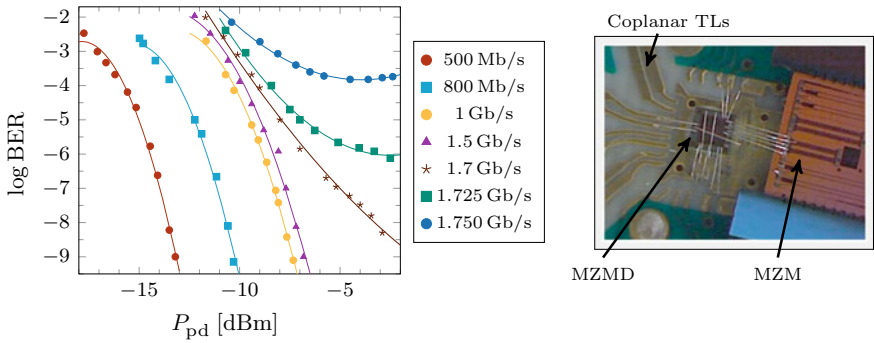 −2
−3
−4
−5
−6
−7
−8
−9
log BER
−15
−10
−5
P_pd [dBm]
500 Mb/s
800 Mb/s
1 Gb/s
1.5 Gb/s
1.7 Gb/s
1.725 Gb/s
1.750 Gb/s
Coplanar TLs
MZMD
MZM